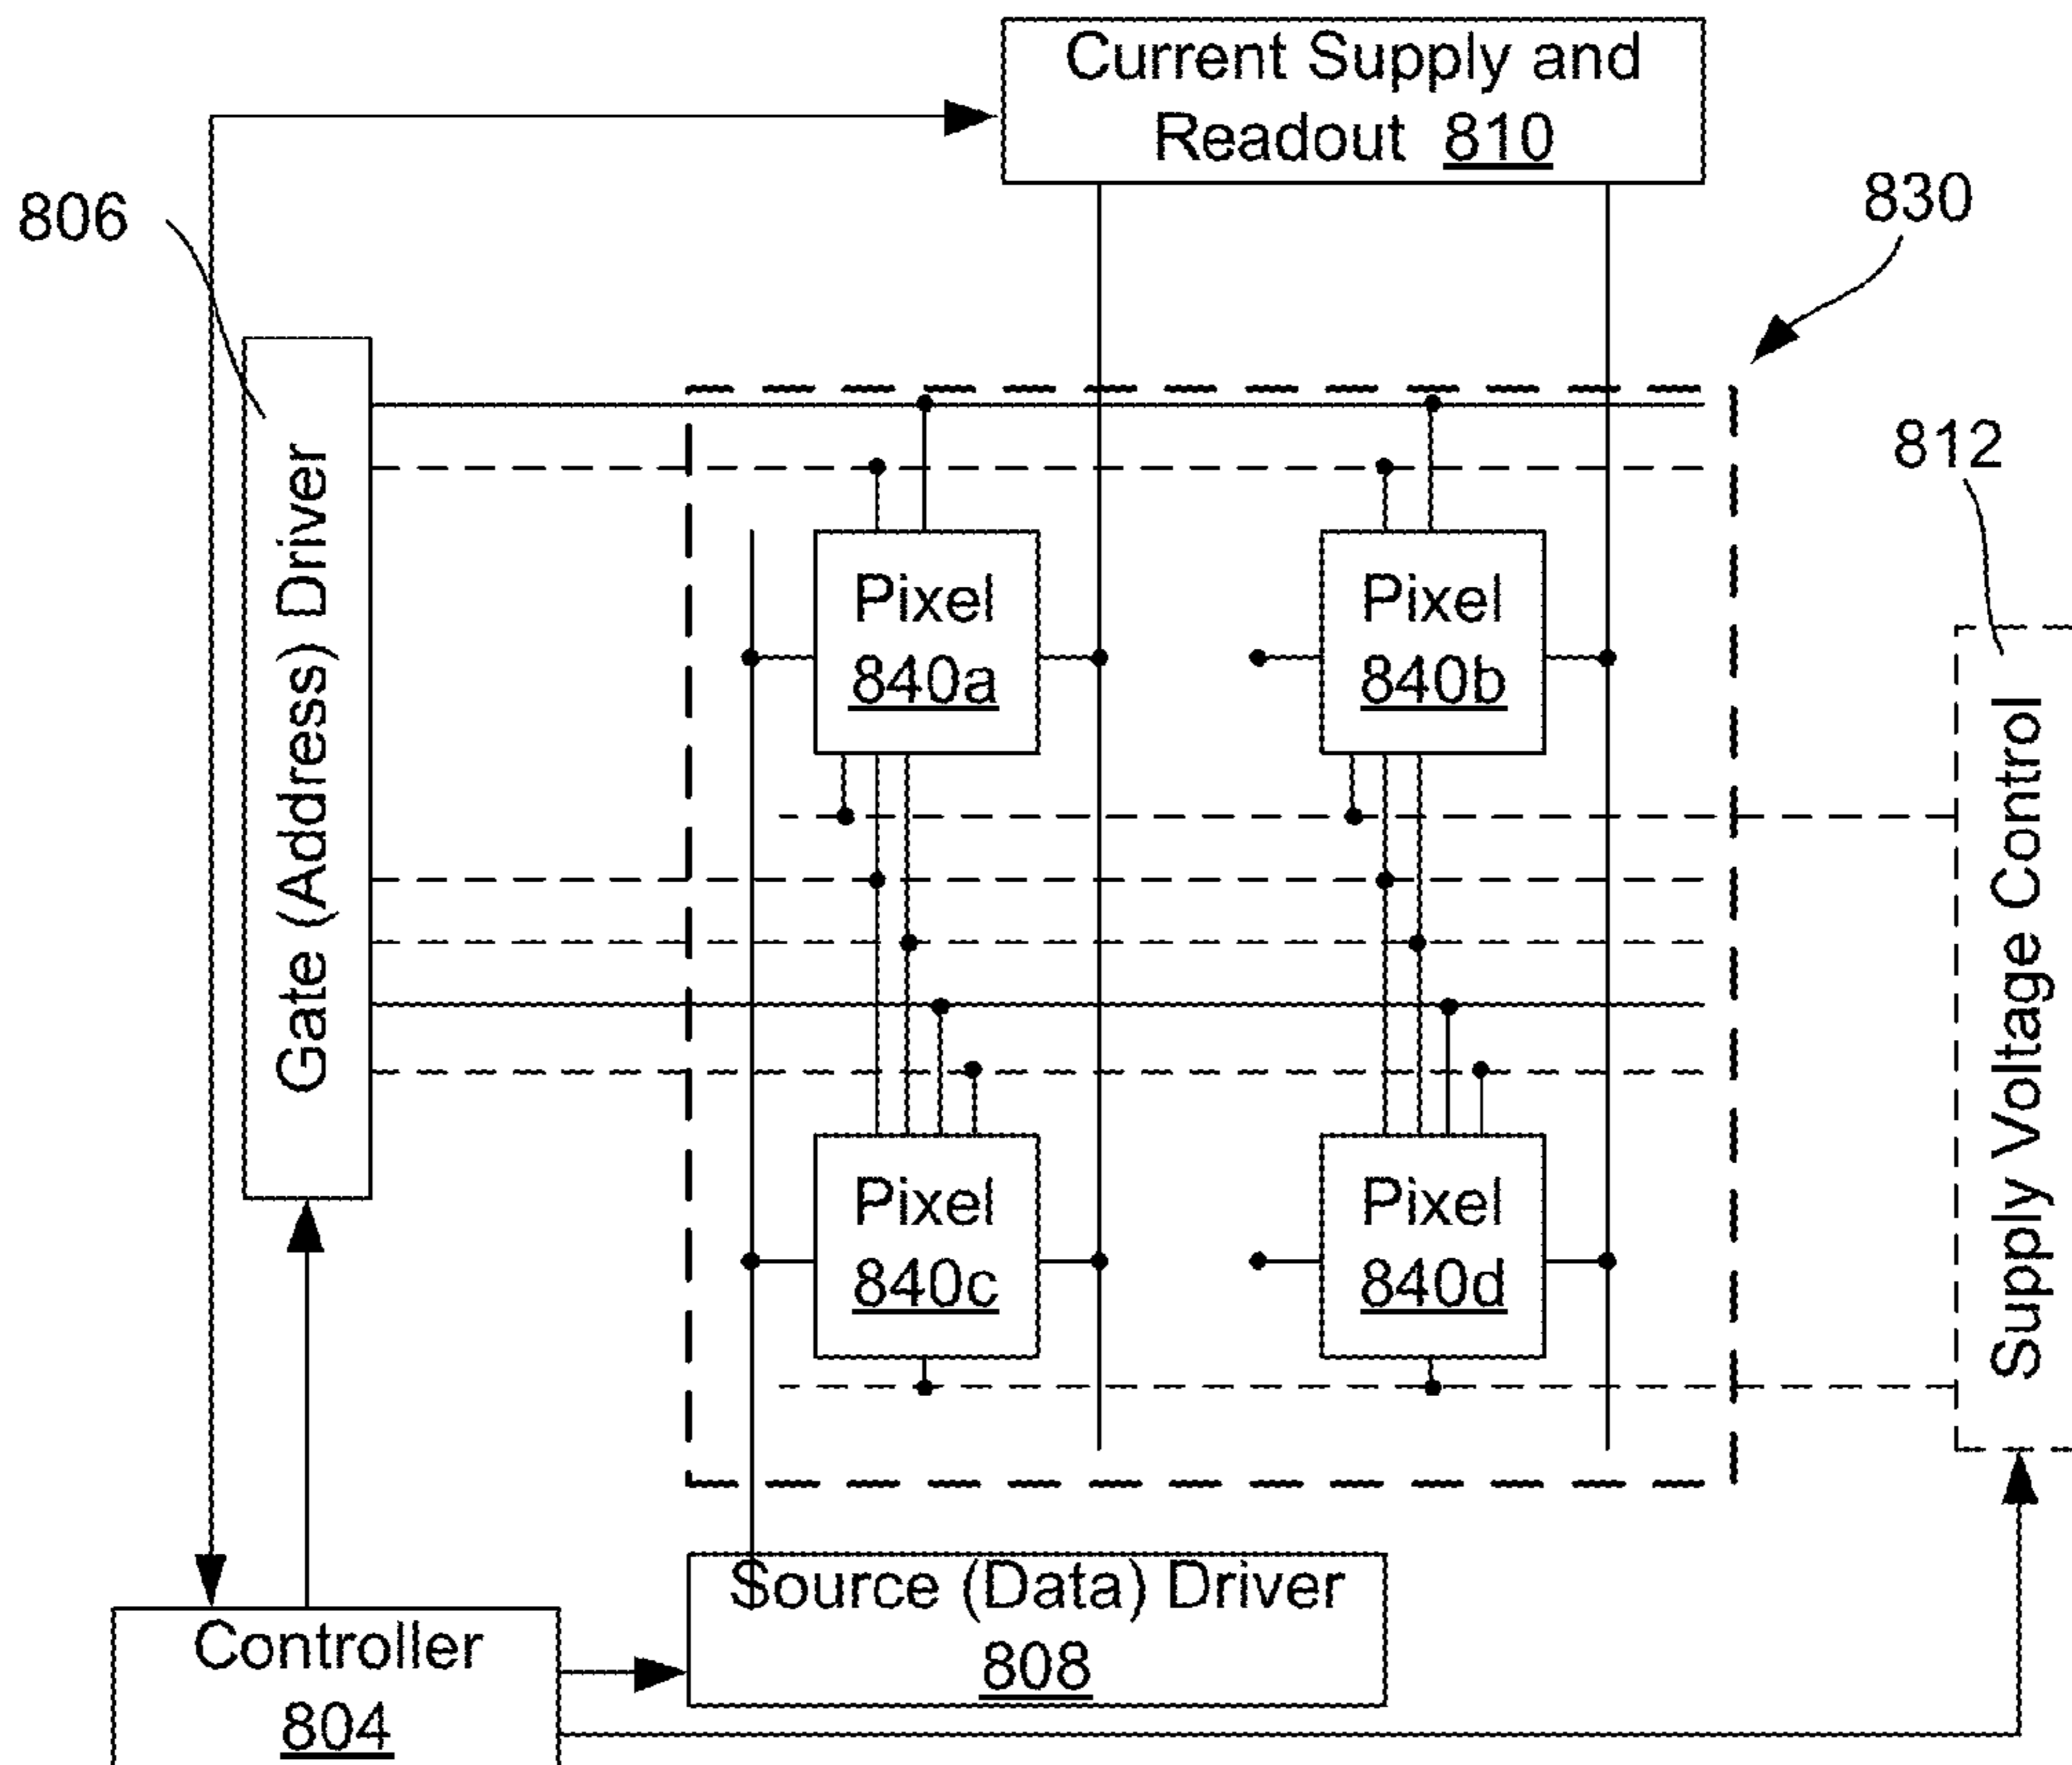 Current Supply and
Readout 810
806
830
812
Gate (Address) Driver
Pixel
840a
Pixel
840b
Supply Voltage Control
Pixel
840c
Pixel
840d
Source (Data) Driver
808
Controller
804